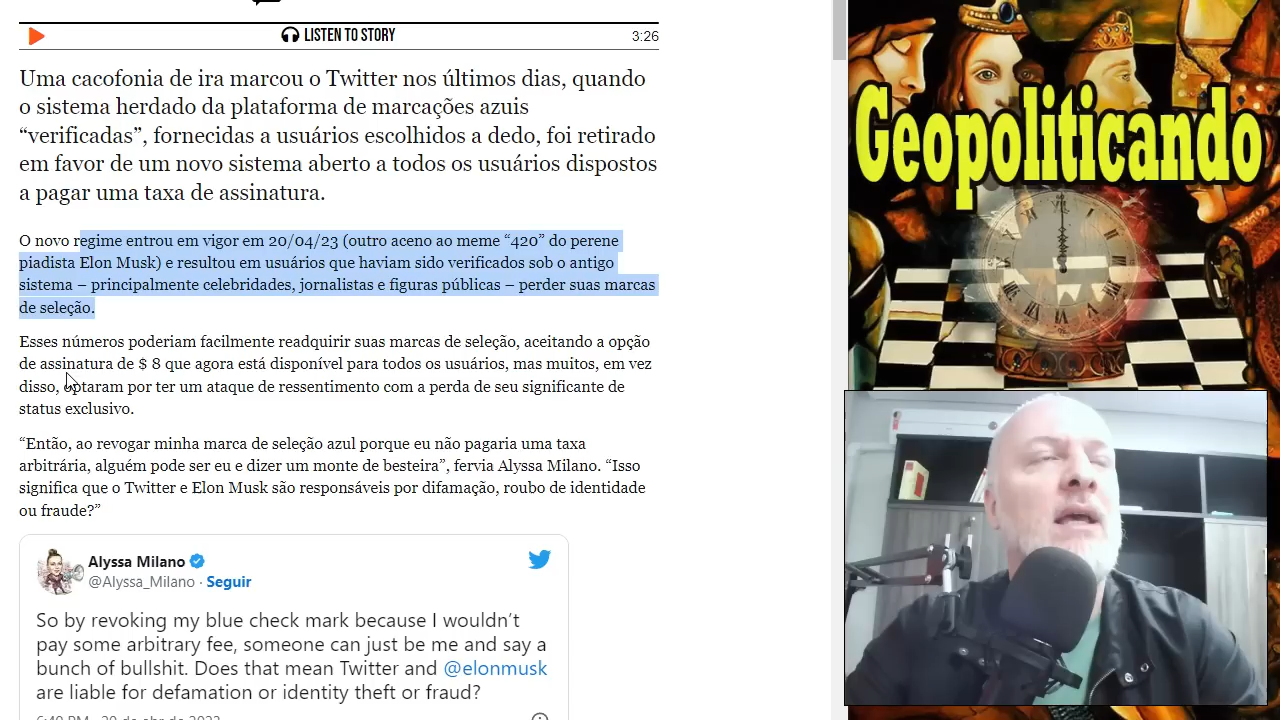 LISTEN TO STORY
3:26
Uma cacofonia de ira marcou o Twitter nos últimos dias, quando
o sistema herdado da plataforma de marcações azuis
“verificadas”, fornecidas a usuários escolhidos a dedo, foi retirado
em favor de um novo sistema aberto a todos os usuários dispostos
a pagar uma taxa de assinatura.
O novo regime entrou em vigor em 20/04/23 (outro aceno ao meme “420” do perene
piadista Elon Musk) e resultou em usuários que haviam sido verificados sob o antigo
sistema – principalmente celebridades, jornalistas e figuras públicas – perder suas marcas
de seleção.
Esses números poderiam facilmente readquirir suas marcas de seleção, aceitando a opção
de assinatura de $ 8 que agora está disponível para todos os usuários, mas muitos, em vez
disso, optaram por ter um ataque de ressentimento com a perda de seu significante de
status exclusivo.
“Então, ao revogar minha marca de seleção azul porque eu não pagaria uma taxa
arbitrária, alguém pode ser eu e dizer um monte de besteira”, fervia Alyssa Milano. “Isso
significa que o Twitter e Elon Musk são responsáveis por difamação, roubo de identidade
ou fraude?”
Alyssa Milano
@Alyssa_Milano · Seguir
So by revoking my blue check mark because I wouldn’t
pay some arbitrary fee, someone can just be me and say a
bunch of bullshit. Does that mean Twitter and @elonmusk
are liable for defamation or identity theft or fraud?
Geopoliticando